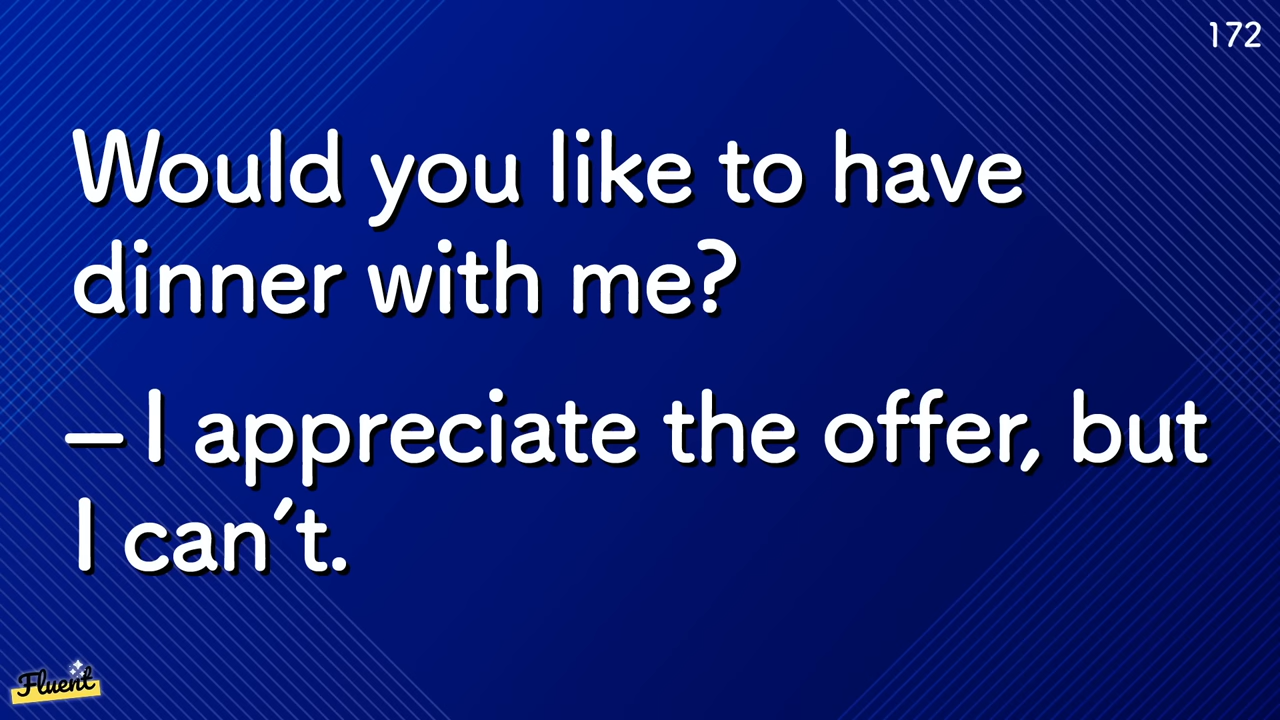 172
Would you like to have
dinner with me?
– I appreciate the offer, but
I can´t.
Fluent